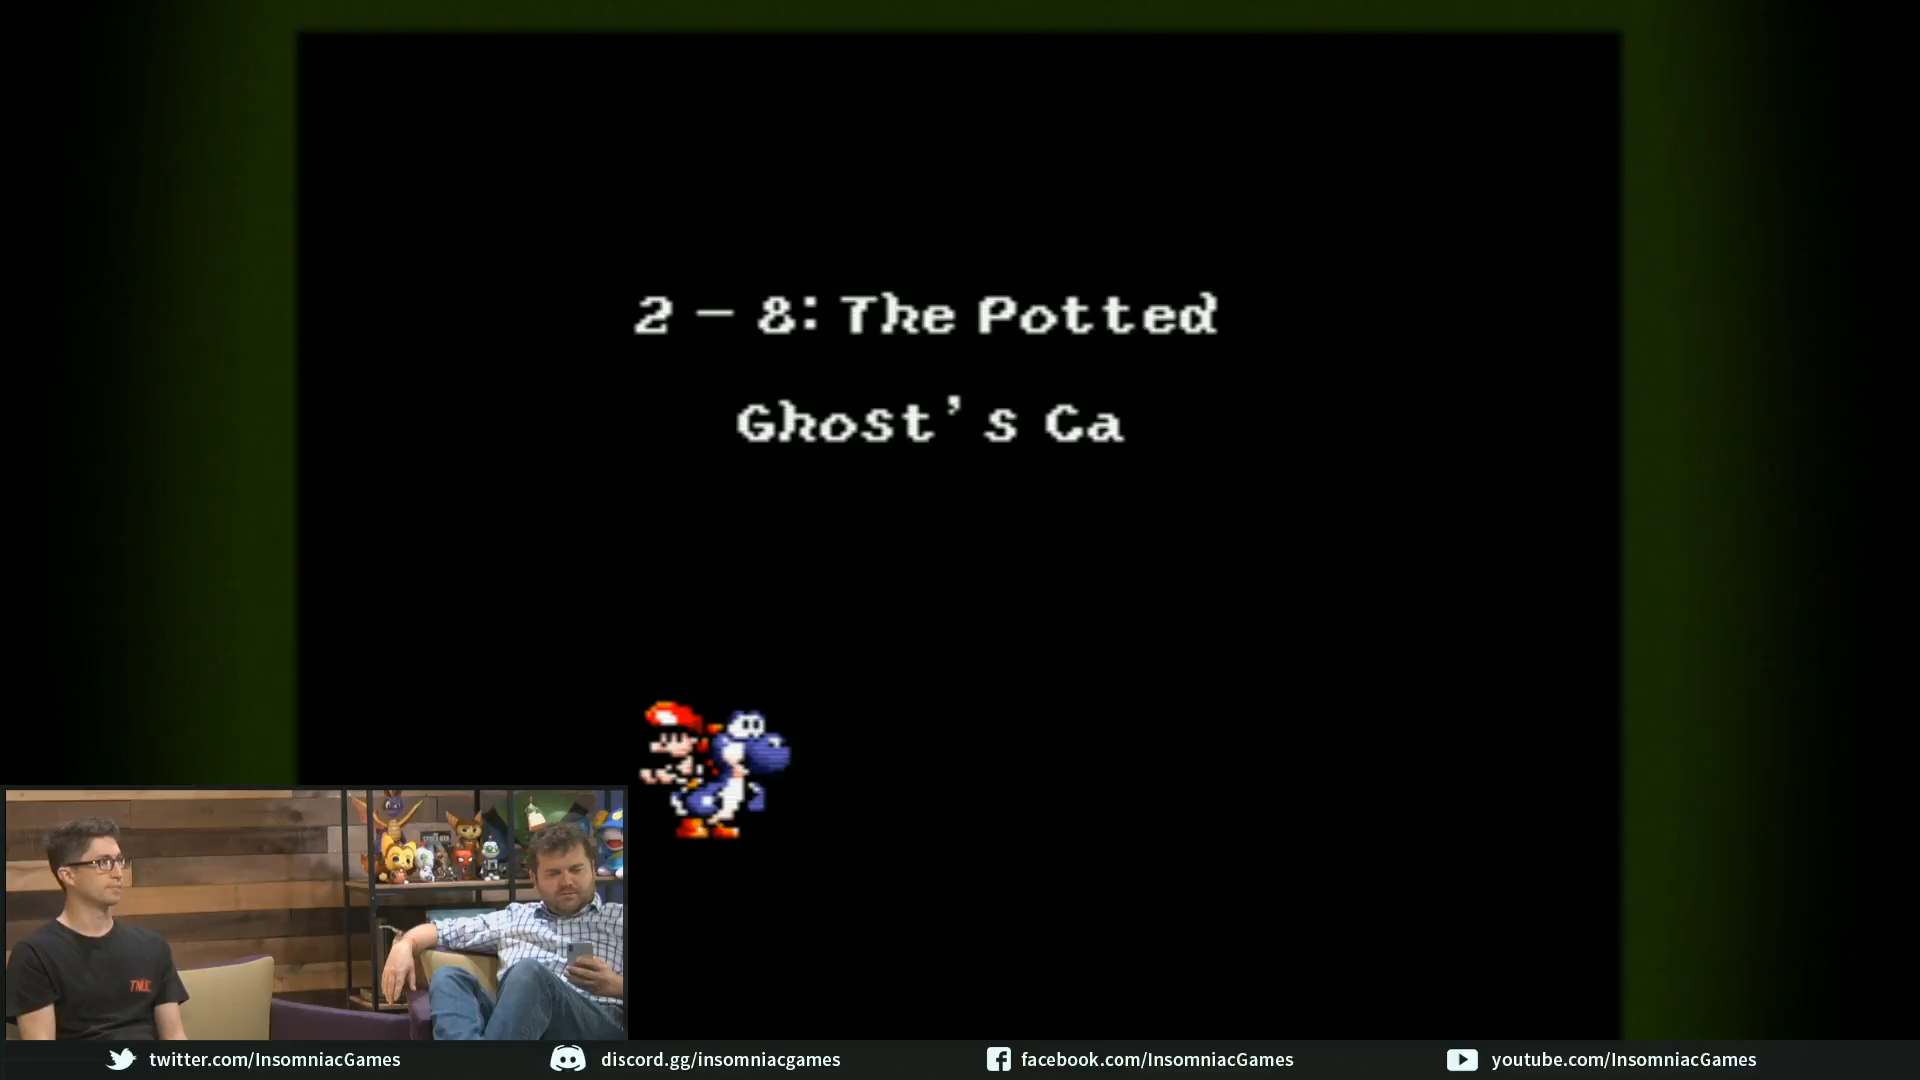 2 - 8: The Potted
Ghost's Ca
twitter.com/InsomniacGames
discord.gg/insomniacgames
facebook.com/InsomniacGames
youtube.com/InsomniacGames